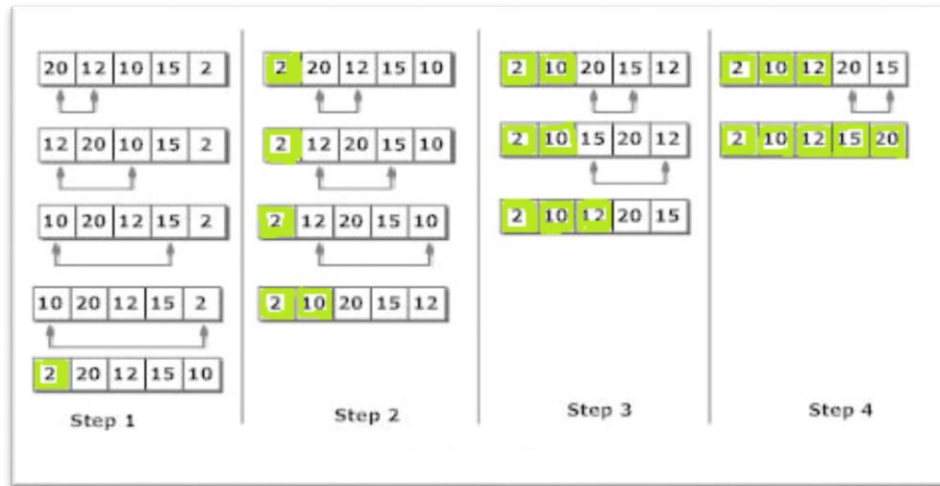 20 12 10 15 2
12 20 10 15 2
10 20 12 15 2
10 20 12 15 2
2 20 12 15 10
Step 1
2 20 12 15 10
2 12 20 15 10
2 12 20 15 10
2 10 20 15 12
Step 2
2 10 20 15 12
2 10 15 20 12
2 10 12 20 15
Step 3
2 10 12 20 15
2 10 12 15 20
Step 4